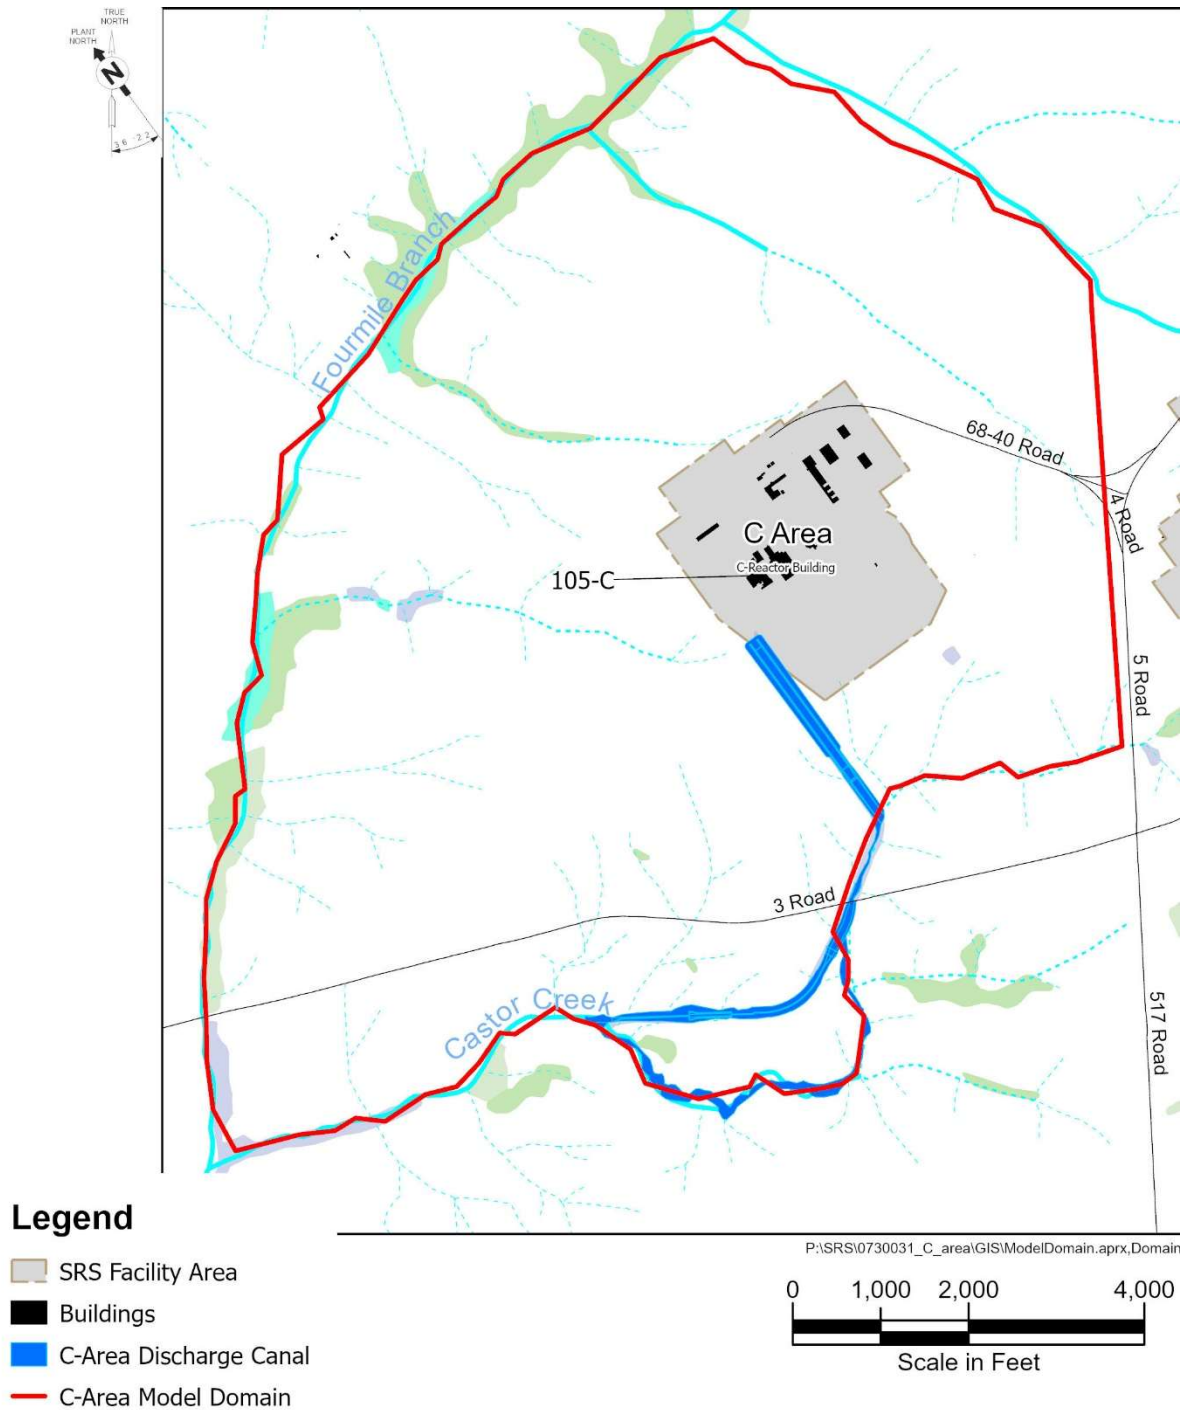 TRUE
NORTH
PLANT
NORTH
N
36°22'
Fourmile Branch
68-40 Road
4 Road
C Area
C-Reactor Building
105-C
5 Road
3 Road
Castor Creek
517 Road
P:\SRS\0730031_C_area\GIS\ModelDomain.aprx,Domain
Legend
SRS Facility Area
Buildings
C-Area Discharge Canal
C-Area Model Domain
0 1,000 2,000 4,000
Scale in Feet